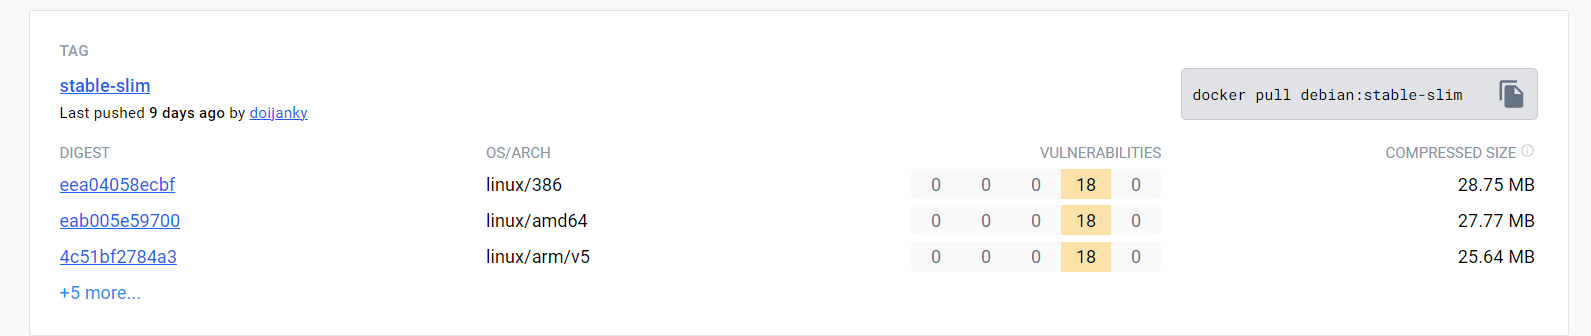 TAG
stable-slim
Last pushed 9 days ago by doijanky
docker pull debian:stable-slim
DIGEST OS/ARCH VULNERABILITIES COMPRESSED SIZE
eea04058ecbf linux/386 0 0 0 18 0 28.75 MB
eab005e59700 linux/amd64 0 0 0 18 0 27.77 MB
4c51bf2784a3 linux/arm/v5 0 0 0 18 0 25.64 MB
+5 more...